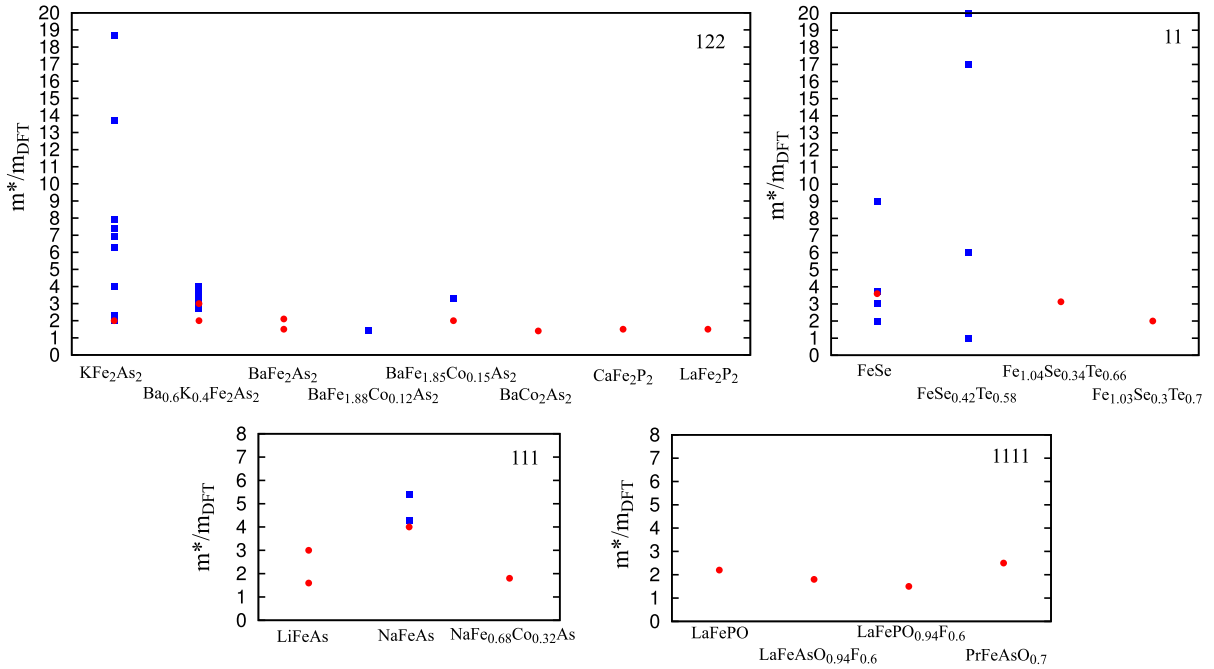 122
m*/m_DFT
20
19
18
17
16
15
14
13
12
11
10
9
8
7
6
5
4
3
2
1
0
KFe₂As₂
Ba₀.₆K₀.₄Fe₂As₂
BaFe₂As₂
BaFe₁.₈₈Co₀.₁₂As₂
BaFe₁.₈₅Co₀.₁₅As₂
BaCo₂As₂
CaFe₂P₂
LaFe₂P₂
11
m*/m_DFT
20
19
18
17
16
15
14
13
12
11
10
9
8
7
6
5
4
3
2
1
0
FeSe
FeSe₀.₄₂Te₀.₅₈
Fe₁.₀₄Se₀.₃₄Te₀.₆₆
Fe₁.₀₃Se₀.₃Te₀.₇
111
m*/m_DFT
8
7
6
5
4
3
2
1
0
LiFeAs
NaFeAs
NaFe₀.₆₈Co₀.₃₂As
1111
m*/m_DFT
8
7
6
5
4
3
2
1
0
LaFePO
LaFeAsO₀.₉₄F₀.₆
LaFePO₀.₉₄F₀.₆
PrFeAsO₀.₇